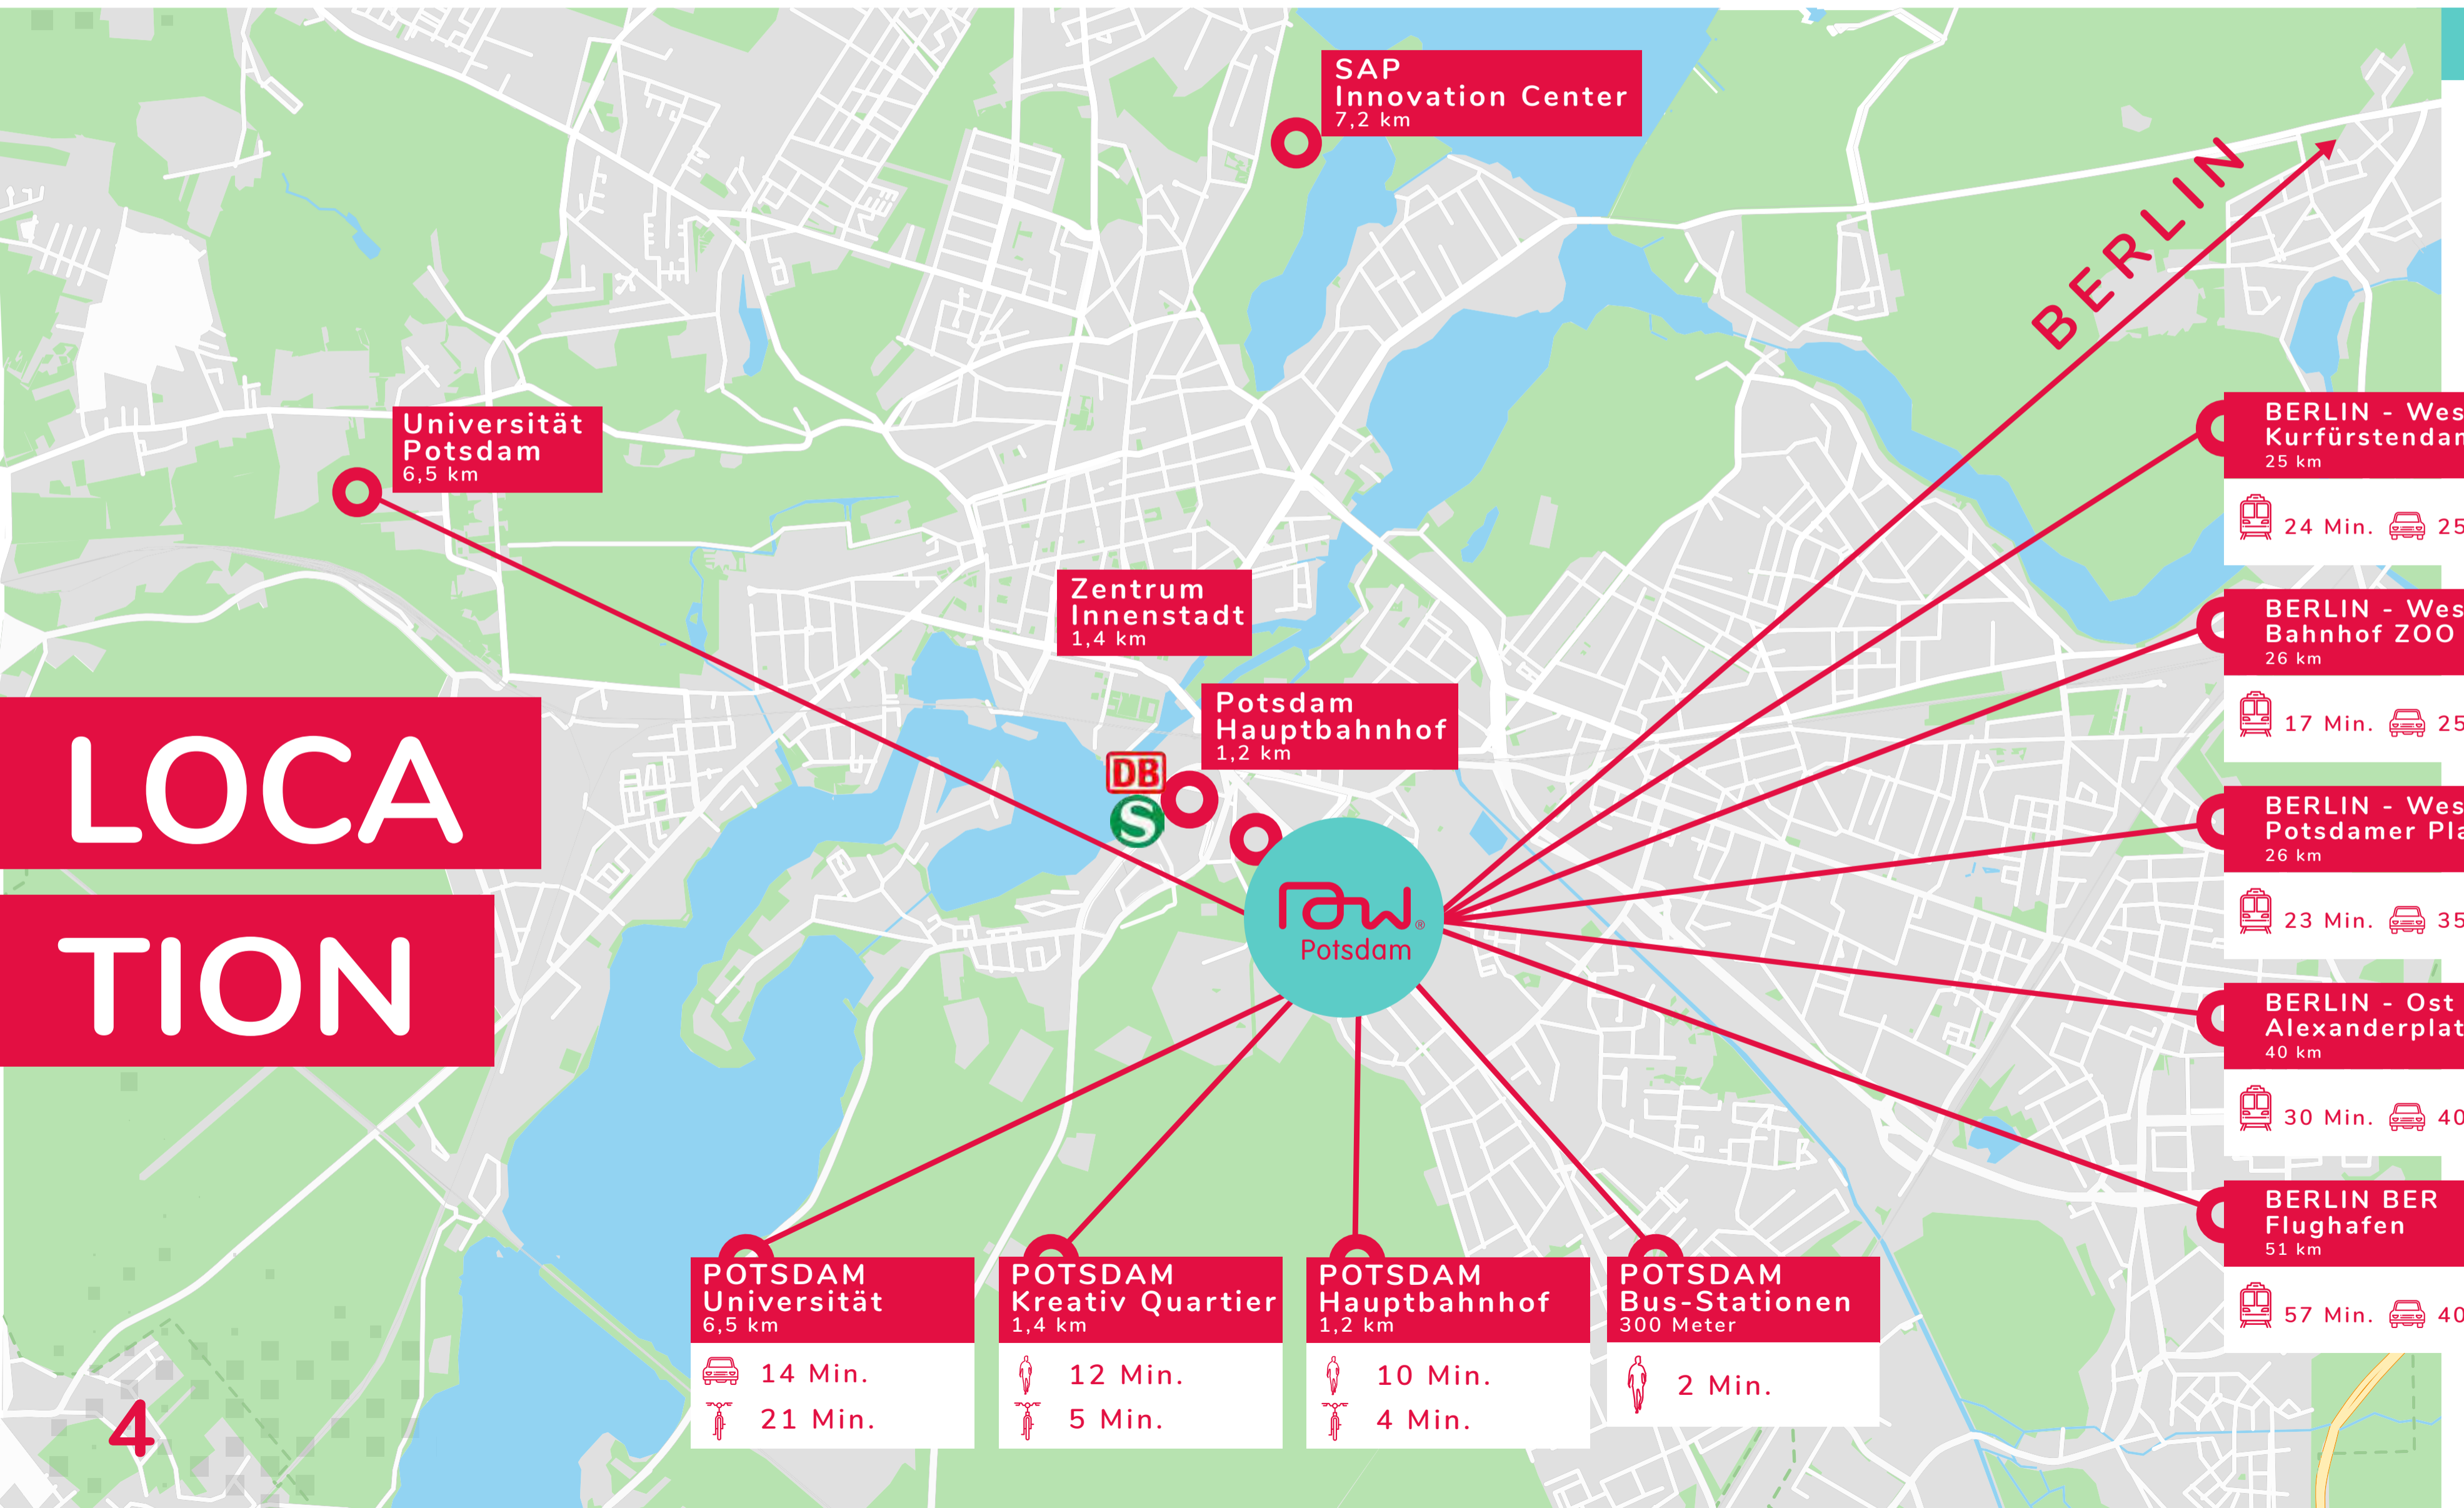 SAP
Innovation Center
7,2 km
BERLIN
Universität
Potsdam
6,5 km
Zentrum
Innenstadt
1,4 km
Potsdam
Hauptbahnhof
1,2 km
DB
S
LOCA
TION
raw®
Potsdam
BERLIN - Wes
Kurfürstendam
25 km
24 Min. 25
BERLIN - Wes
Bahnhof ZOO
26 km
17 Min. 25
BERLIN - Wes
Potsdamer Pla
26 km
23 Min. 35
BERLIN - Ost
Alexanderplat
40 km
30 Min. 40
BERLIN BER
Flughafen
51 km
57 Min. 40
POTSDAM
Universität
6,5 km
14 Min.
21 Min.
POTSDAM
Kreativ Quartier
1,4 km
12 Min.
5 Min.
POTSDAM
Hauptbahnhof
1,2 km
10 Min.
4 Min.
POTSDAM
Bus-Stationen
300 Meter
2 Min.
4